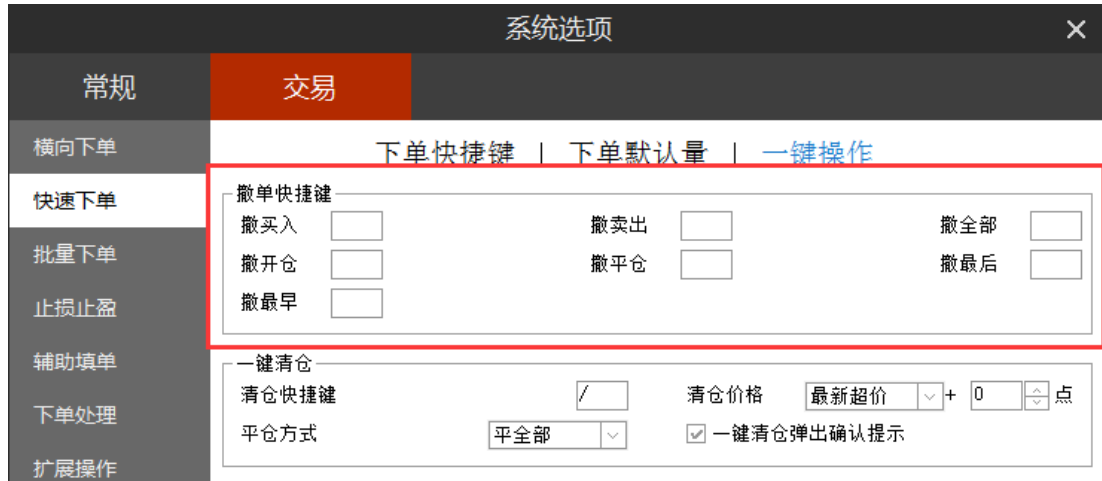 系统选项
常规 交易
横向下单
快速下单
批量下单
止损止盈
辅助填单
下单处理
扩展操作
下单快捷键 | 下单默认量 | 一键操作
撤单快捷键
撤买入 撤卖出 撤全部
撤开仓 撤平仓 撤最后
撤最早
一键清仓
清仓快捷键 / 清仓价格 最新超价 + 0 点
平仓方式 平全部 一键清仓弹出确认提示